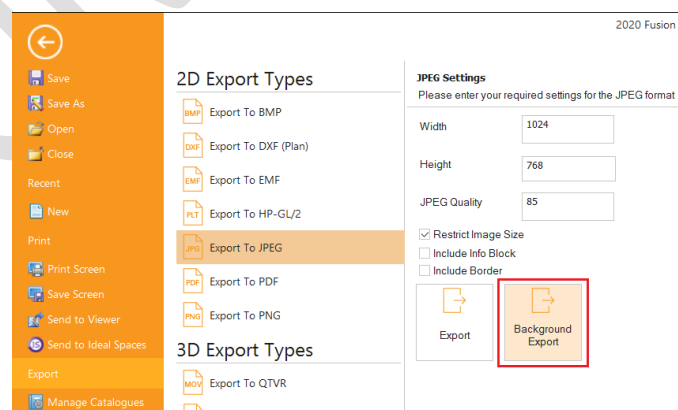 2020 Fusion
Save
Save As
Open
Close
Recent
New
Print
Print Screen
Save Screen
Send to Viewer
Send to Ideal Spaces
Export
Manage Catalogues
2D Export Types
BMP Export To BMP
DXF Export To DXF (Plan)
EMF Export To EMF
PLT Export To HP-GL/2
JPG Export To JPEG
PDF Export To PDF
PNG Export To PNG
3D Export Types
MOV Export To QTVR
JPEG Settings
Please enter your required settings for the JPEG format
Width 1024
Height 768
JPEG Quality 85
Restrict Image Size
Include Info Block
Include Border
Export
Background
Export